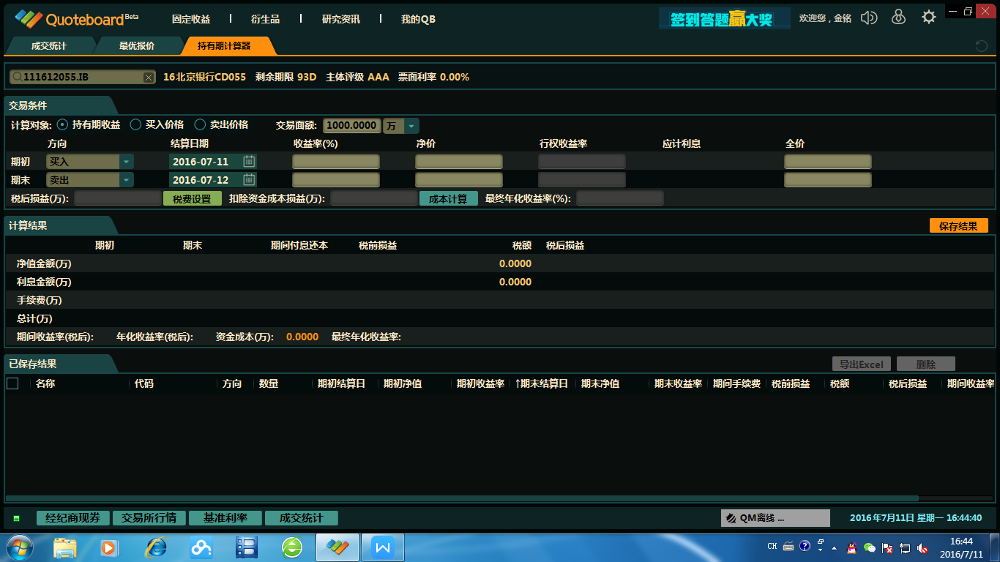 Quoteboard Beta 固定收益 衍生品 研究资讯 我的QB 签到答题赢大奖 欢迎您，金铭
成交统计 最优报价 持有期计算器
111612055.IB 16北京银行CD055 剩余期限 93D 主体评级 AAA 票面利率 0.00%
交易条件
计算对象: 持有期收益 买入价格 卖出价格 交易面额: 1000.0000 万
方向 结算日期 收益率(%) 净价 行权收益率 应计利息 全价
期初 买入 2016-07-11
期末 卖出 2016-07-12
税后损益(万): 税费设置 扣除资金成本损益(万): 成本计算 最终年化收益率(%):
计算结果 保存结果
期初 期末 期间付息还本 税前损益 税额 税后损益
净值金额(万) 0.0000
利息金额(万) 0.0000
手续费(万)
总计(万)
期间收益率(税后): 年化收益率(税后): 资金成本(万): 0.0000 最终年化收益率:
已保存结果 导出Excel 删除
名称 代码 方向 数量 期初结算日 期初净值 期初收益率 ↑期末结算日 期末净值 期末收益率 期间手续费 税前损益 税额 税后损益 期间收益率
经纪商现券 交易所行情 基准利率 成交统计 QM离线 ... 2016年7月11日 星期一 16:44:40
CH 16:44
2016/7/11